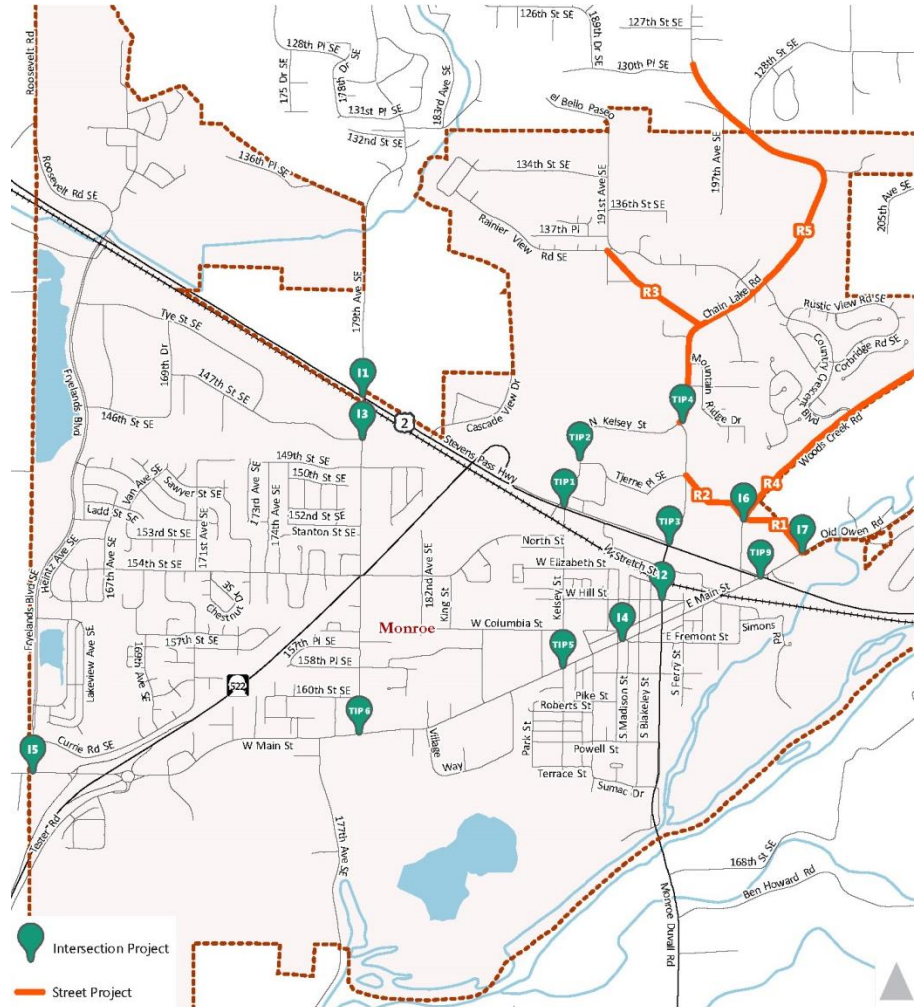 126th St SE
127th St SE
189th Dr SE
128th Pl SE
130th Pl SE
128th St SE
175 Dr SE
178th Dr SE
183rd Ave SE
Roosevelt Rd
131st Pl SE
132nd St SE
el Bello Paseo
136th Pl SE
134th St SE
191st Ave SE
197th Ave SE
205th Ave SE
Roosevelt Rd SE
136th St SE
137th Pl
Rainier View
Rd SE
R5
R3
Chain Lake Rd
179th Ave SE
Rustic View Rd SE
Corbridge Rd SE
Country Crescent
Blvd
Tye St SE
169th Dr
147th St SE
Fryelands Blvd
Mountain
Ridge Dr
I1
I3
2
Cascade View Dr
TIP4
N Kelsey St
Woods Creek Rd
146th St SE
Stevens Pass Hwy
TIP2
149th St SE
150th St SE
Tjerne Pl SE
TIP1
R2
R4
I6
R1
I7
Van Ave SE
Sawyer St SE
173rd Ave SE
174th Ave SE
152nd St SE
Ladd St SE
153rd St SE
171st Ave SE
Stanton St SE
TIP3
Old Owen Rd
North St
W Stretch St
TIP9
Heintz Ave SE
167th Ave SE
154th St SE
182nd Ave SE
King St
W Elizabeth St
I2
W Hill St
E Main St
Chestnut
Dr SE
Kelsey St
Fryelands Blvd SE
W Columbia St
I4
Monroe
157th St SE
157th Pl SE
E Fremont St
Simons
Rd
TIP5
158th Pl SE
Lakeview Ave SE
169th Ave SE
522
160th St SE
TIP6
Pike St
Roberts St
S Madison St
S Blakeley St
S Ferry St
Park St
I5
Currie Rd SE
W Main St
Village
Way
Powell St
Terrace St
Sumac Dr
Tester Rd
177th Ave SE
168th St SE
Ben Howard Rd
Monroe Duvall Rd
Intersection Project
Street Project